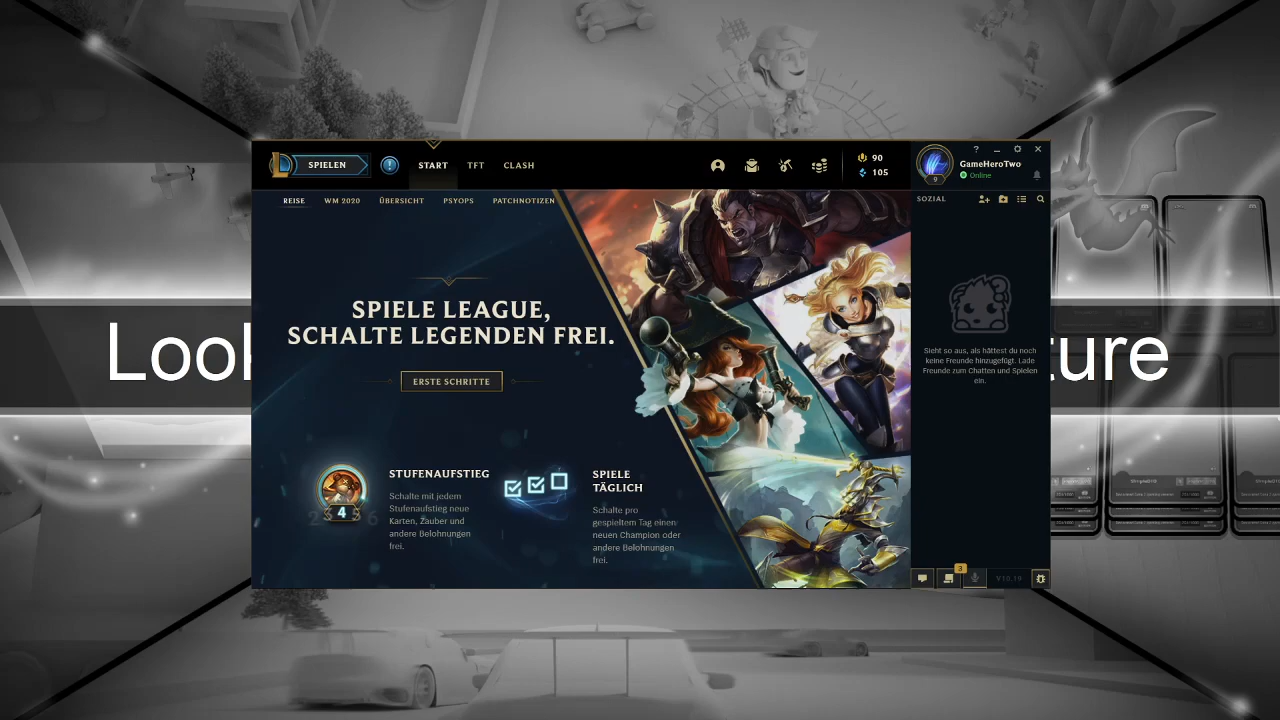 SPIELEN
START
TFT
CLASH
90
105
9
GameHeroTwo
Online
REISE
WM 2020
ÜBERSICHT
PSYOPS
PATCHNOTIZEN
SOZIAL
SPIELE LEAGUE,
SCHALTE LEGENDEN FREI.
Look
ture
ERSTE SCHRITTE
Sieht so aus, als hättest du noch
keine Freunde hinzugefügt. Lade
Freunde zum Chatten und Spielen
ein.
4
STUFENAUFSTIEG
Schalte mit jedem
Stufenaufstieg neue
Karten, Zauber und
andere Belohnungen
frei.
SPIELE
TÄGLICH
Schalte pro
gespieltem Tag einen
neuen Champion oder
andere Belohnungen
frei.
3
V10.19